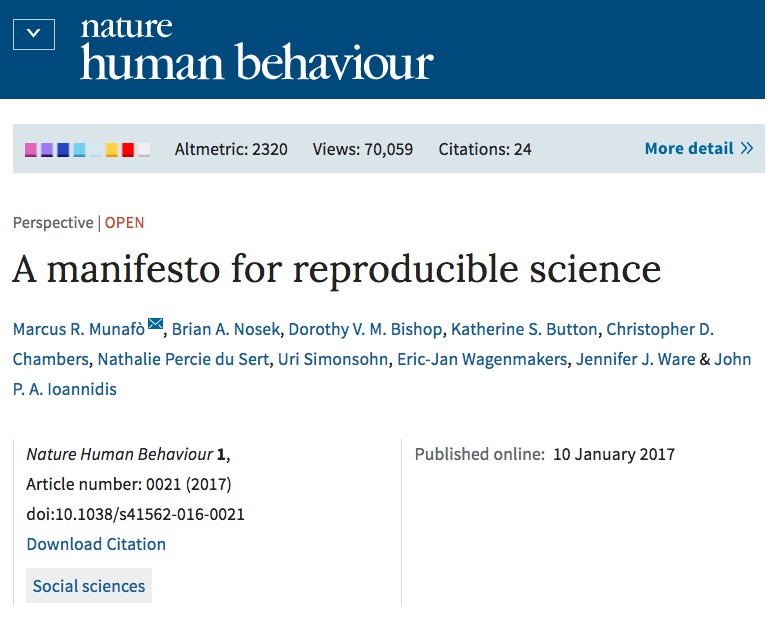 nature
human behaviour
Altmetric: 2320 Views: 70,059 Citations: 24 More detail »
Perspective | OPEN
A manifesto for reproducible science
Marcus R. Munafò, Brian A. Nosek, Dorothy V. M. Bishop, Katherine S. Button, Christopher D.
Chambers, Nathalie Percie du Sert, Uri Simonsohn, Eric-Jan Wagenmakers, Jennifer J. Ware & John
P. A. Ioannidis
Nature Human Behaviour 1,
Article number: 0021 (2017)
doi:10.1038/s41562-016-0021
Download Citation
Social sciences
Published online: 10 January 2017